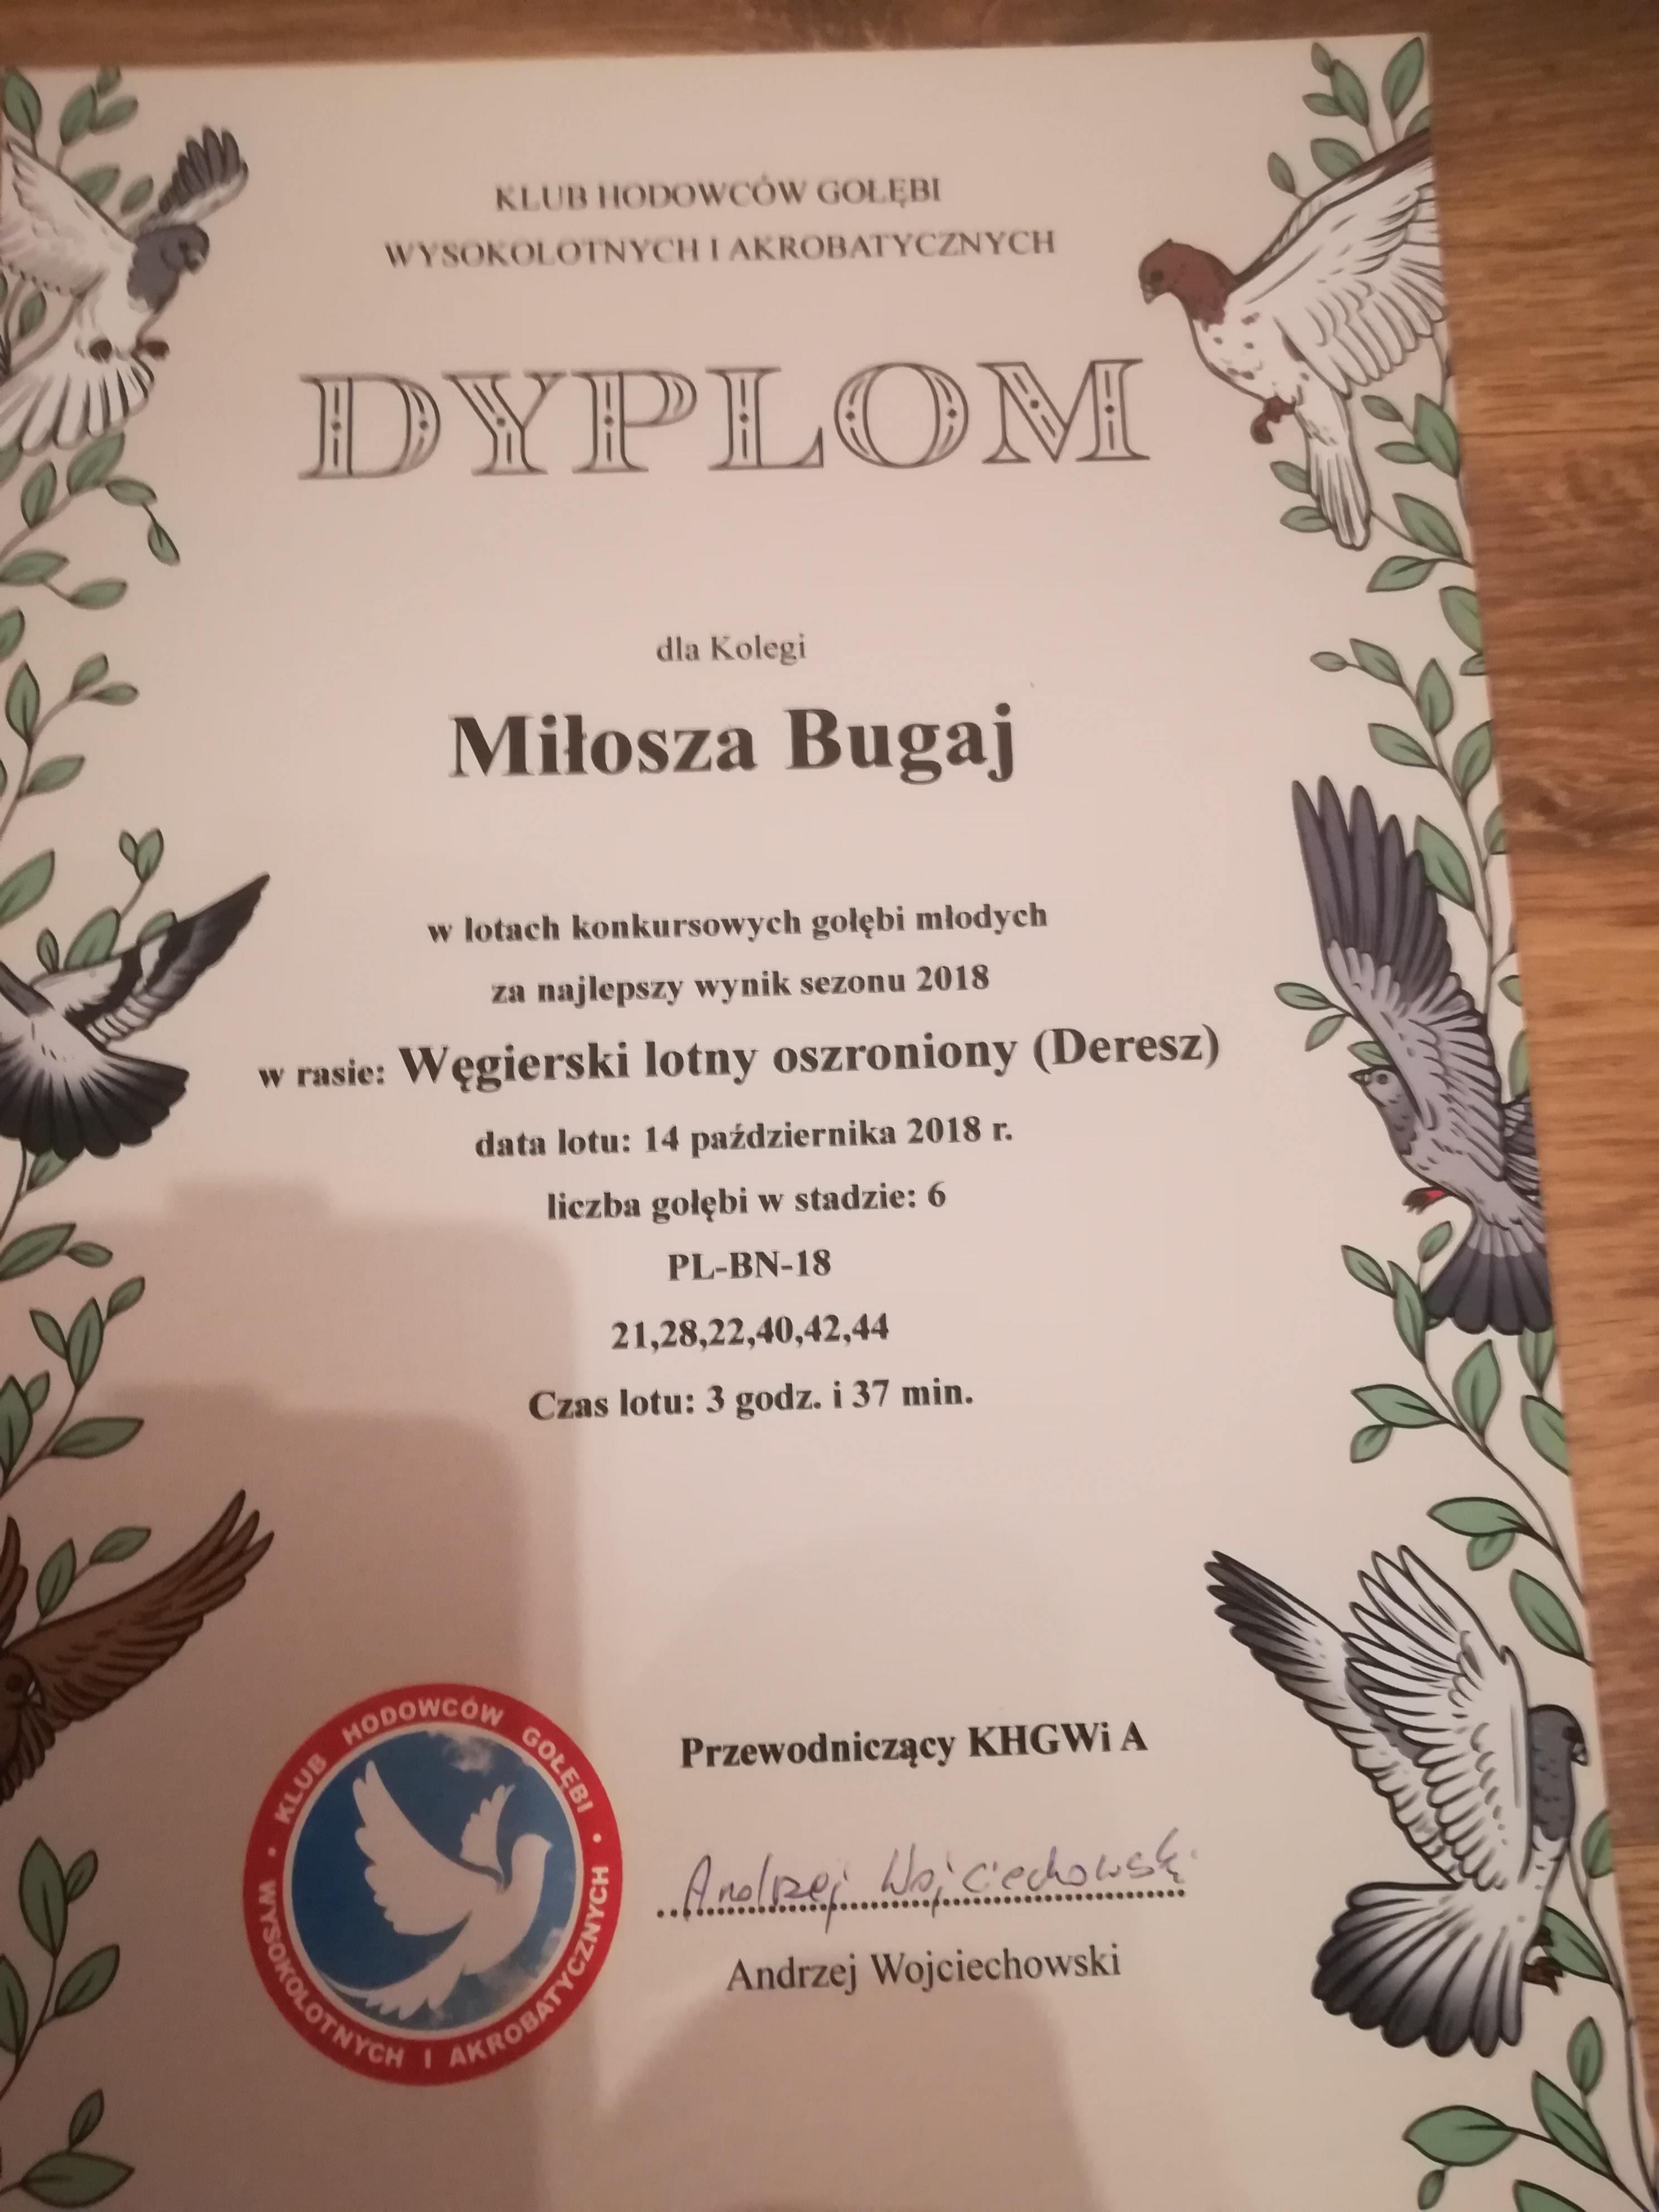 KLUB HODOWCÓW GOŁĘBI
WYSOKOLOTNYCH I AKROBATYCZNYCH
DYPLOM
dla Kolegi
Miłosza Bugaj
w lotach konkursowych gołębi młodych
za najlepszy wynik sezonu 2018
w rasie: Węgierski lotny oszroniony (Deresz)
data lotu: 14 października 2018 r.
liczba gołębi w stadzie: 6
PL-BN-18
21,28,22,40,42,44
Czas lotu: 3 godz. i 37 min.
KLUB HODOWCÓW GOŁĘBI
WYSOKOLOTNYCH I AKROBATYCZNYCH
Przewodniczący KHGWi A
Andrzej Wojciechowski
Andrzej Wojciechowski